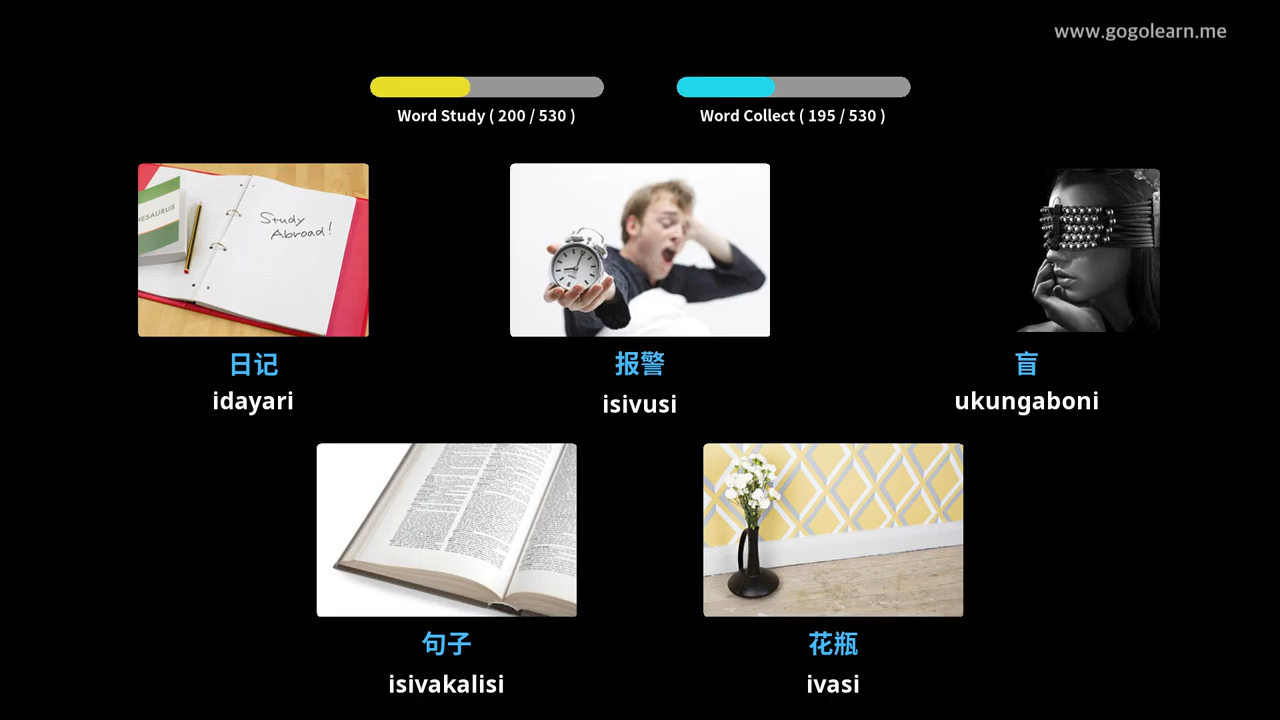 www.gogolearn.me
Word Study ( 200 / 530 )
Word Collect ( 195 / 530 )
HESAURUS
Study
Abroad!
日记
idayari
报警
isivusi
盲
ukungaboni
句子
isivakalisi
花瓶
ivasi